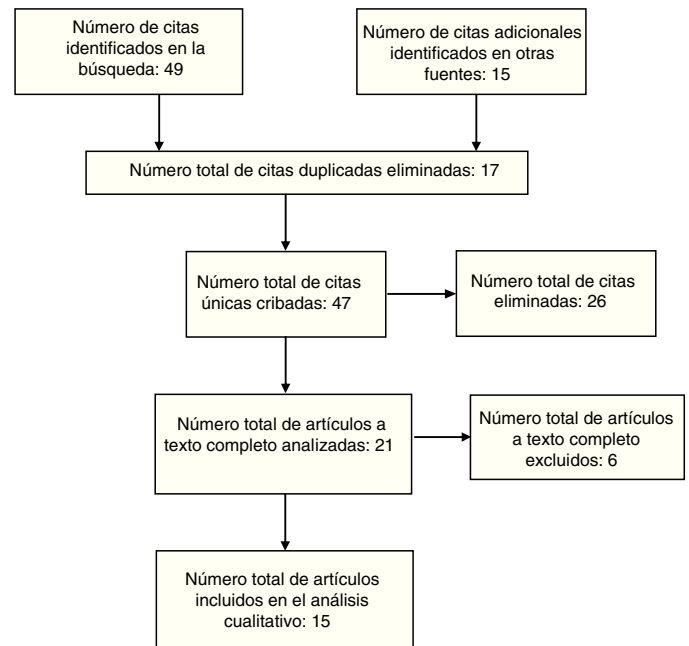 Número de citas
identificados en la
búsqueda: 49
Número de citas adicionales
identificados en otras
fuentes: 15
Número total de citas duplicadas eliminadas: 17
Número total de citas
únicas cribadas: 47
Número total de citas
eliminadas: 26
Número total de artículos a
texto completo analizadas: 21
Número total de artículos
a texto completo
excluidos: 6
Número total de artículos
incluidos en el análisis
cualitativo: 15